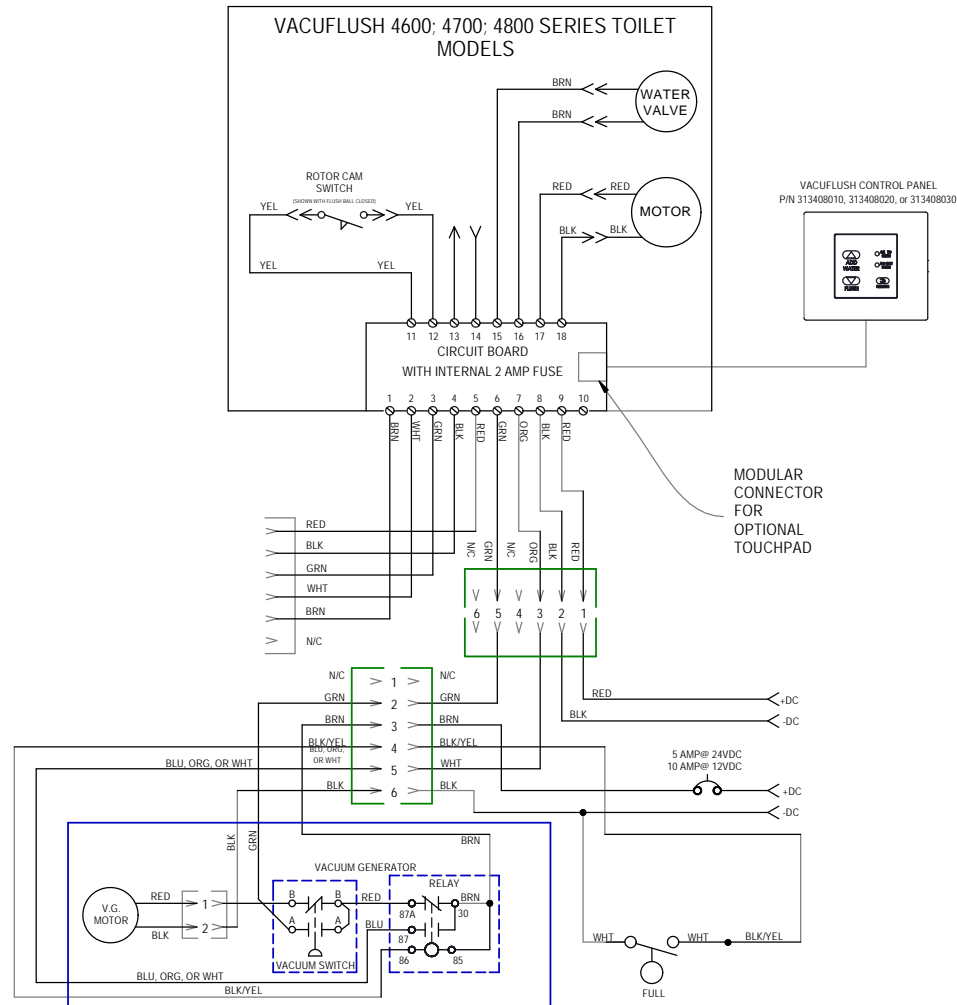 VACUFLUSH 4600; 4700; 4800 SERIES TOILET
MODELS
BRN
WATER
VALVE
BRN
ROTOR CAM
SWITCH
(SHOWN WITH FLUSH BALL CLOSED)
YEL
YEL
RED
RED
MOTOR
BLK
BLK
YEL
YEL
VACUFLUSH CONTROL PANEL
P/N 313408010, 313408020, or 313408030
ADD
WATER
FLUSH
11 12 13 14 15 16 17 18
CIRCUIT BOARD
WITH INTERNAL 2 AMP FUSE
1 2 3 4 5 6 7 8 9 10
BRN WHT GRN BLK RED GRN ORG BLK RED
MODULAR
CONNECTOR
FOR
OPTIONAL
TOUCHPAD
RED
BLK
GRN
WHT
BRN
N/C
N/C GRN N/C ORG BLK RED
6 5 4 3 2 1
RED
+DC
BLK
-DC
N/C 1 N/C
GRN 2 GRN
BRN 3 BRN
BLK/YEL 4 BLK/YEL
BLU, ORG,
OR WHT
BLU, ORG, OR WHT 5 WHT
BLK 6 BLK
5 AMP@ 24VDC
10 AMP@ 12VDC
+DC
-DC
BLK
GRN
BRN
VACUUM GENERATOR
RELAY
V.G.
MOTOR
RED 1
BLK 2
B B
A A
VACUUM SWITCH
RED
BLU
87A
30
BRN
87
86
85
WHT
WHT
BLK/YEL
FULL
BLU, ORG, OR WHT
BLK/YEL